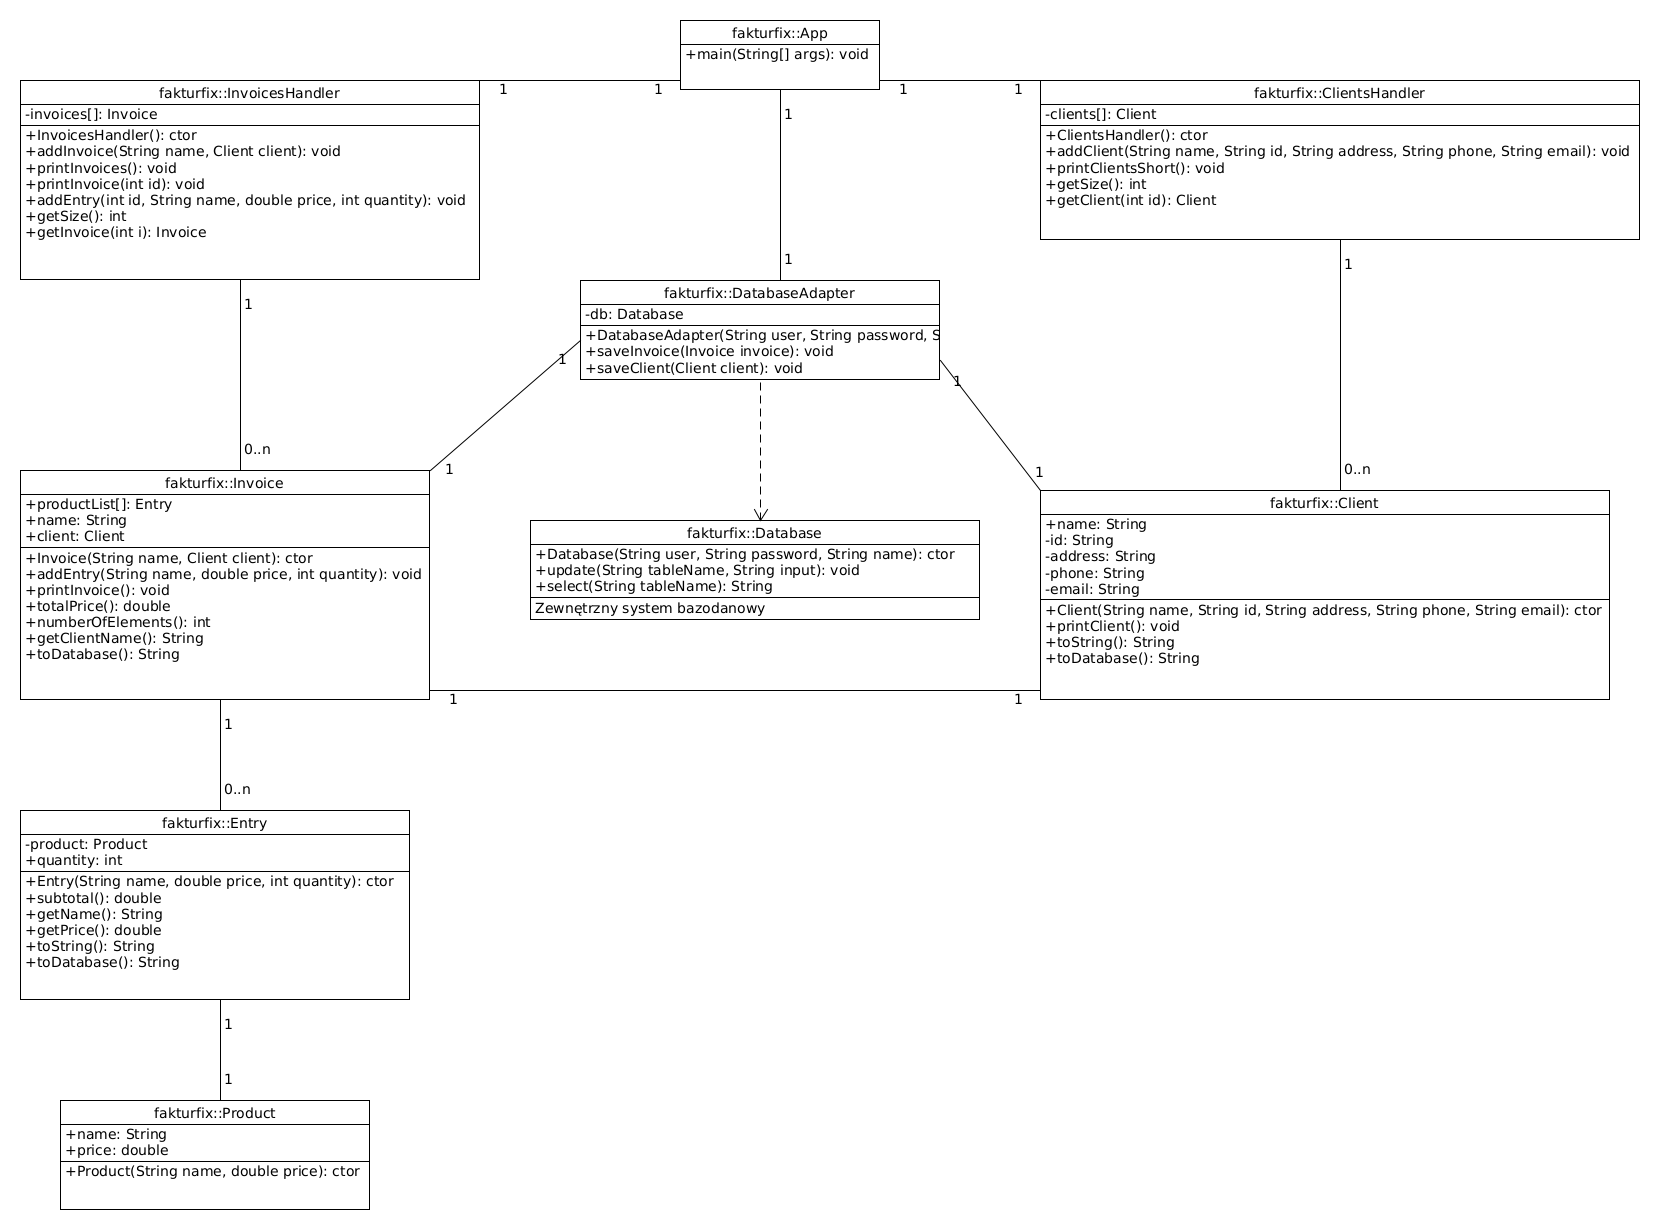 fakturfix::App
+main(String[] args): void
1
1
1
1
fakturfix::InvoicesHandler
-invoices[]: Invoice
+InvoicesHandler(): ctor
+addInvoice(String name, Client client): void
+printInvoices(): void
+printInvoice(int id): void
+addEntry(int id, String name, double price, int quantity): void
+getSize(): int
+getInvoice(int i): Invoice
1
1
fakturfix::ClientsHandler
-clients[]: Client
+ClientsHandler(): ctor
+addClient(String name, String id, String address, String phone, String email): void
+printClientsShort(): void
+getSize(): int
+getClient(int id): Client
1
0..n
1
0..n
fakturfix::DatabaseAdapter
-db: Database
+DatabaseAdapter(String user, String password, S
+saveInvoice(Invoice invoice): void
+saveClient(Client client): void
1
1
1
1
fakturfix::Invoice
+productList[]: Entry
+name: String
+client: Client
+Invoice(String name, Client client): ctor
+addEntry(String name, double price, int quantity): void
+printInvoice(): void
+totalPrice(): double
+numberOfElements(): int
+getClientName(): String
+toDatabase(): String
fakturfix::Database
+Database(String user, String password, String name): ctor
+update(String tableName, String input): void
+select(String tableName): String
Zewnętrzny system bazodanowy
fakturfix::Client
+name: String
-id: String
-address: String
-phone: String
-email: String
+Client(String name, String id, String address, String phone, String email): ctor
+printClient(): void
+toString(): String
+toDatabase(): String
1
1
1
0..n
fakturfix::Entry
-product: Product
+quantity: int
+Entry(String name, double price, int quantity): ctor
+subtotal(): double
+getName(): String
+getPrice(): double
+toString(): String
+toDatabase(): String
1
1
fakturfix::Product
+name: String
+price: double
+Product(String name, double price): ctor